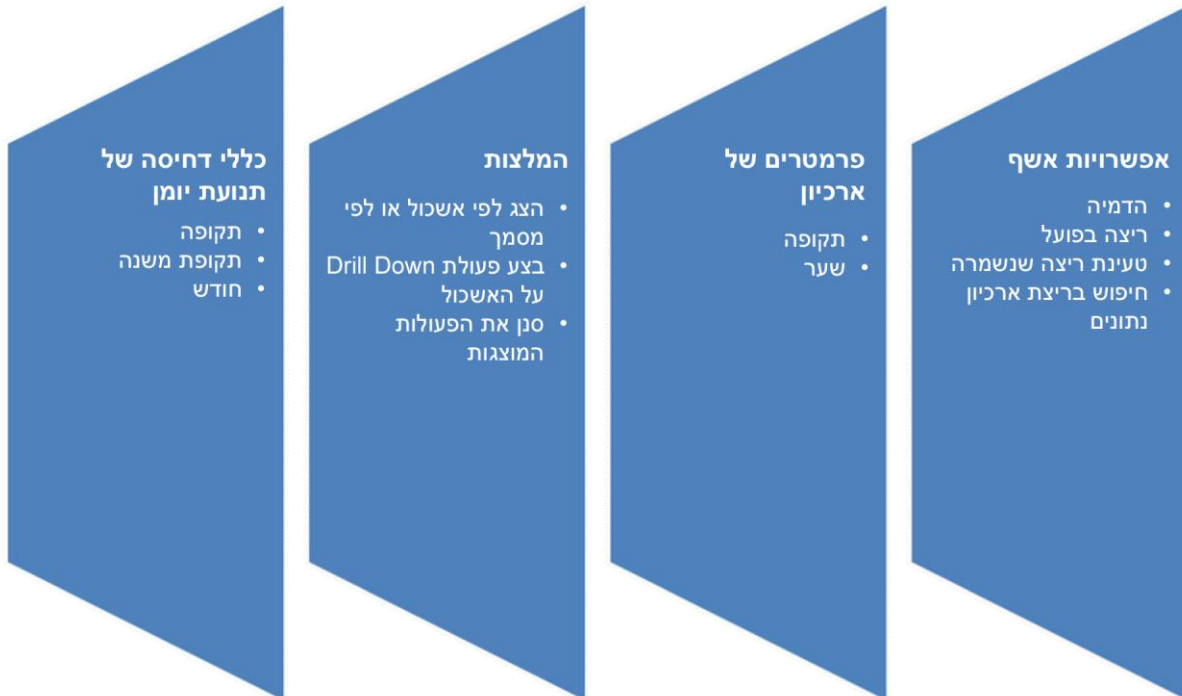 אפשרויות אשף
• הדמיה
• ריצה בפועל
• טעינת ריצה שנשמרה
• חיפוש בריצת ארכיון
נתונים
פרמטרים של
ארכיון
• תקופה
• שער
המלצות
• הצג לפי אשכול או לפי
מסמך
• בצע פעולת Drill Down
על האשכול
• סנן את הפעולות
המוצגות
כללי דחיסה של
תנועת יומן
• תקופה
• תקופת משנה
• חודש